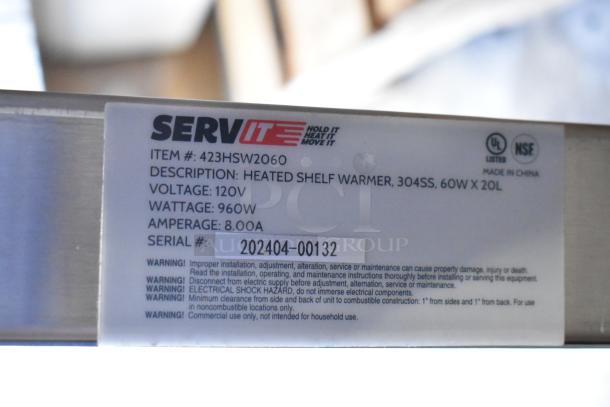 SERVIT HOLD IT
HEAT IT
MOVE IT
UL
LISTED
NSF
MADE IN CHINA
ITEM #: 423HSW2060
DESCRIPTION: HEATED SHELF WARMER, 304SS, 60W X 20L
VOLTAGE: 120V
WATTAGE: 960W
AMPERAGE: 8.00A
SERIAL #: 202404-00132
PCI
AUCTION GROUP
WARNING! Improper installation, adjustment, alteration, service or maintenance can cause property damage, injury or death.
Read the installation, operating, and maintenance instructions thoroughly before installing or servicing this equipment.
WARNING! Disconnect from electric supply before adjustment, alternation, service or maintenance.
WARNING! ELECTRICAL SHOCK HAZARD, do not immerse electrical components.
WARNING! Minimum clearance from side and back of unit to combustible construction: 1" from sides and 1" from back. For use
in noncombustible locations only.
WARNING! Commercial use only, not intended for household use.